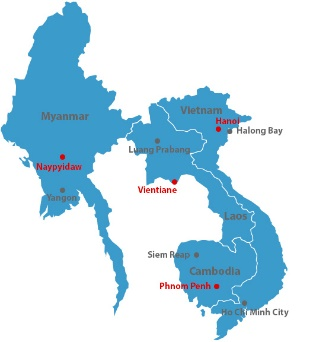 Vietnam
Myanmar
Hanoi
Halong Bay
Luang Prabang
Naypyidaw
Vientiane
Yangon
Laos
Siem Reap
Cambodia
Phnom Penh
Ho Chi Minh City